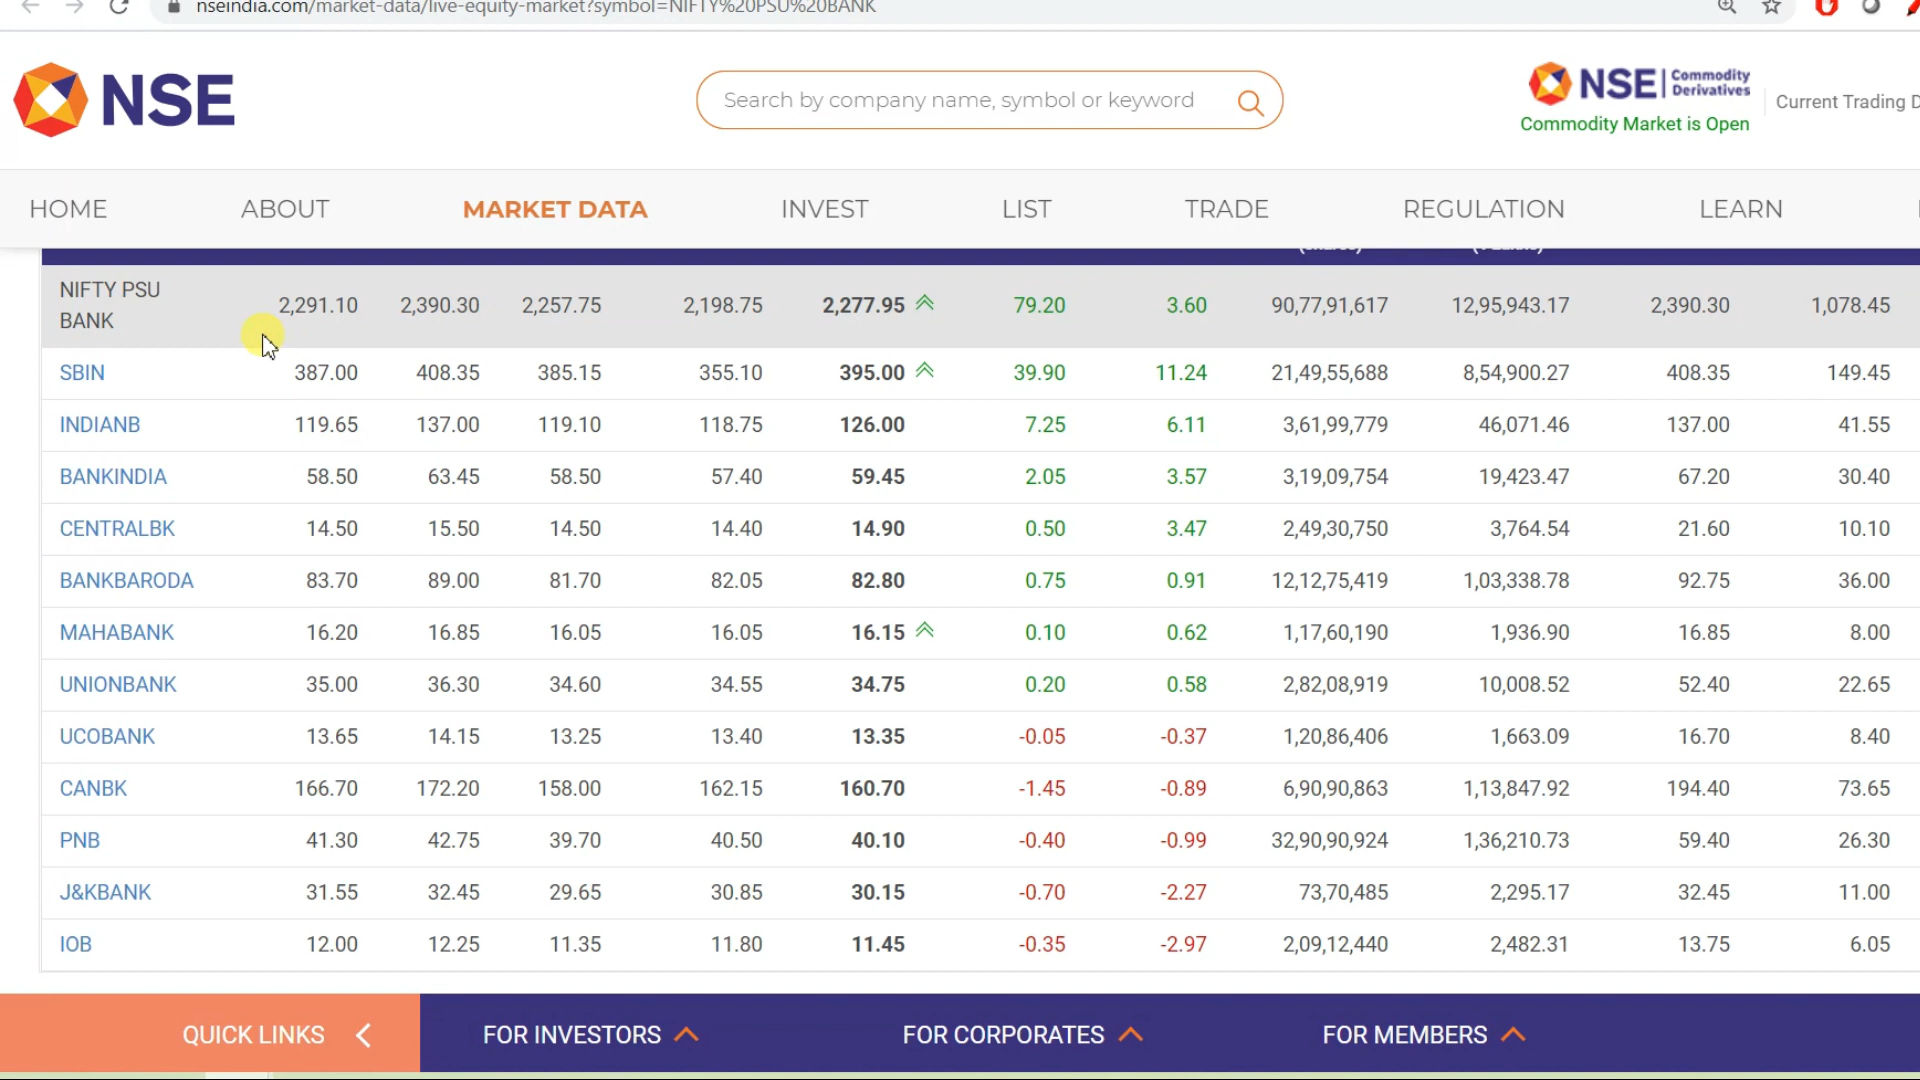 nseindia.com/market-data/live-equity-market?symbol=NIFTY%20PSU%20BANK
NSE
Search by company name, symbol or keyword
NSE Commodity Derivatives
Commodity Market is Open
Current Trading D
HOME ABOUT MARKET DATA INVEST LIST TRADE REGULATION LEARN
NIFTY PSU BANK 2,291.10 2,390.30 2,257.75 2,198.75 2,277.95 79.20 3.60 90,77,91,617 12,95,943.17 2,390.30 1,078.45
SBIN 387.00 408.35 385.15 355.10 395.00 39.90 11.24 21,49,55,688 8,54,900.27 408.35 149.45
INDIANB 119.65 137.00 119.10 118.75 126.00 7.25 6.11 3,61,99,779 46,071.46 137.00 41.55
BANKINDIA 58.50 63.45 58.50 57.40 59.45 2.05 3.57 3,19,09,754 19,423.47 67.20 30.40
CENTRALBK 14.50 15.50 14.50 14.40 14.90 0.50 3.47 2,49,30,750 3,764.54 21.60 10.10
BANKBARODA 83.70 89.00 81.70 82.05 82.80 0.75 0.91 12,12,75,419 1,03,338.78 92.75 36.00
MAHABANK 16.20 16.85 16.05 16.05 16.15 0.10 0.62 1,17,60,190 1,936.90 16.85 8.00
UNIONBANK 35.00 36.30 34.60 34.55 34.75 0.20 0.58 2,82,08,919 10,008.52 52.40 22.65
UCOBANK 13.65 14.15 13.25 13.40 13.35 -0.05 -0.37 1,20,86,406 1,663.09 16.70 8.40
CANBK 166.70 172.20 158.00 162.15 160.70 -1.45 -0.89 6,90,90,863 1,13,847.92 194.40 73.65
PNB 41.30 42.75 39.70 40.50 40.10 -0.40 -0.99 32,90,90,924 1,36,210.73 59.40 26.30
J&KBANK 31.55 32.45 29.65 30.85 30.15 -0.70 -2.27 73,70,485 2,295.17 32.45 11.00
IOB 12.00 12.25 11.35 11.80 11.45 -0.35 -2.97 2,09,12,440 2,482.31 13.75 6.05
QUICK LINKS FOR INVESTORS FOR CORPORATES FOR MEMBERS